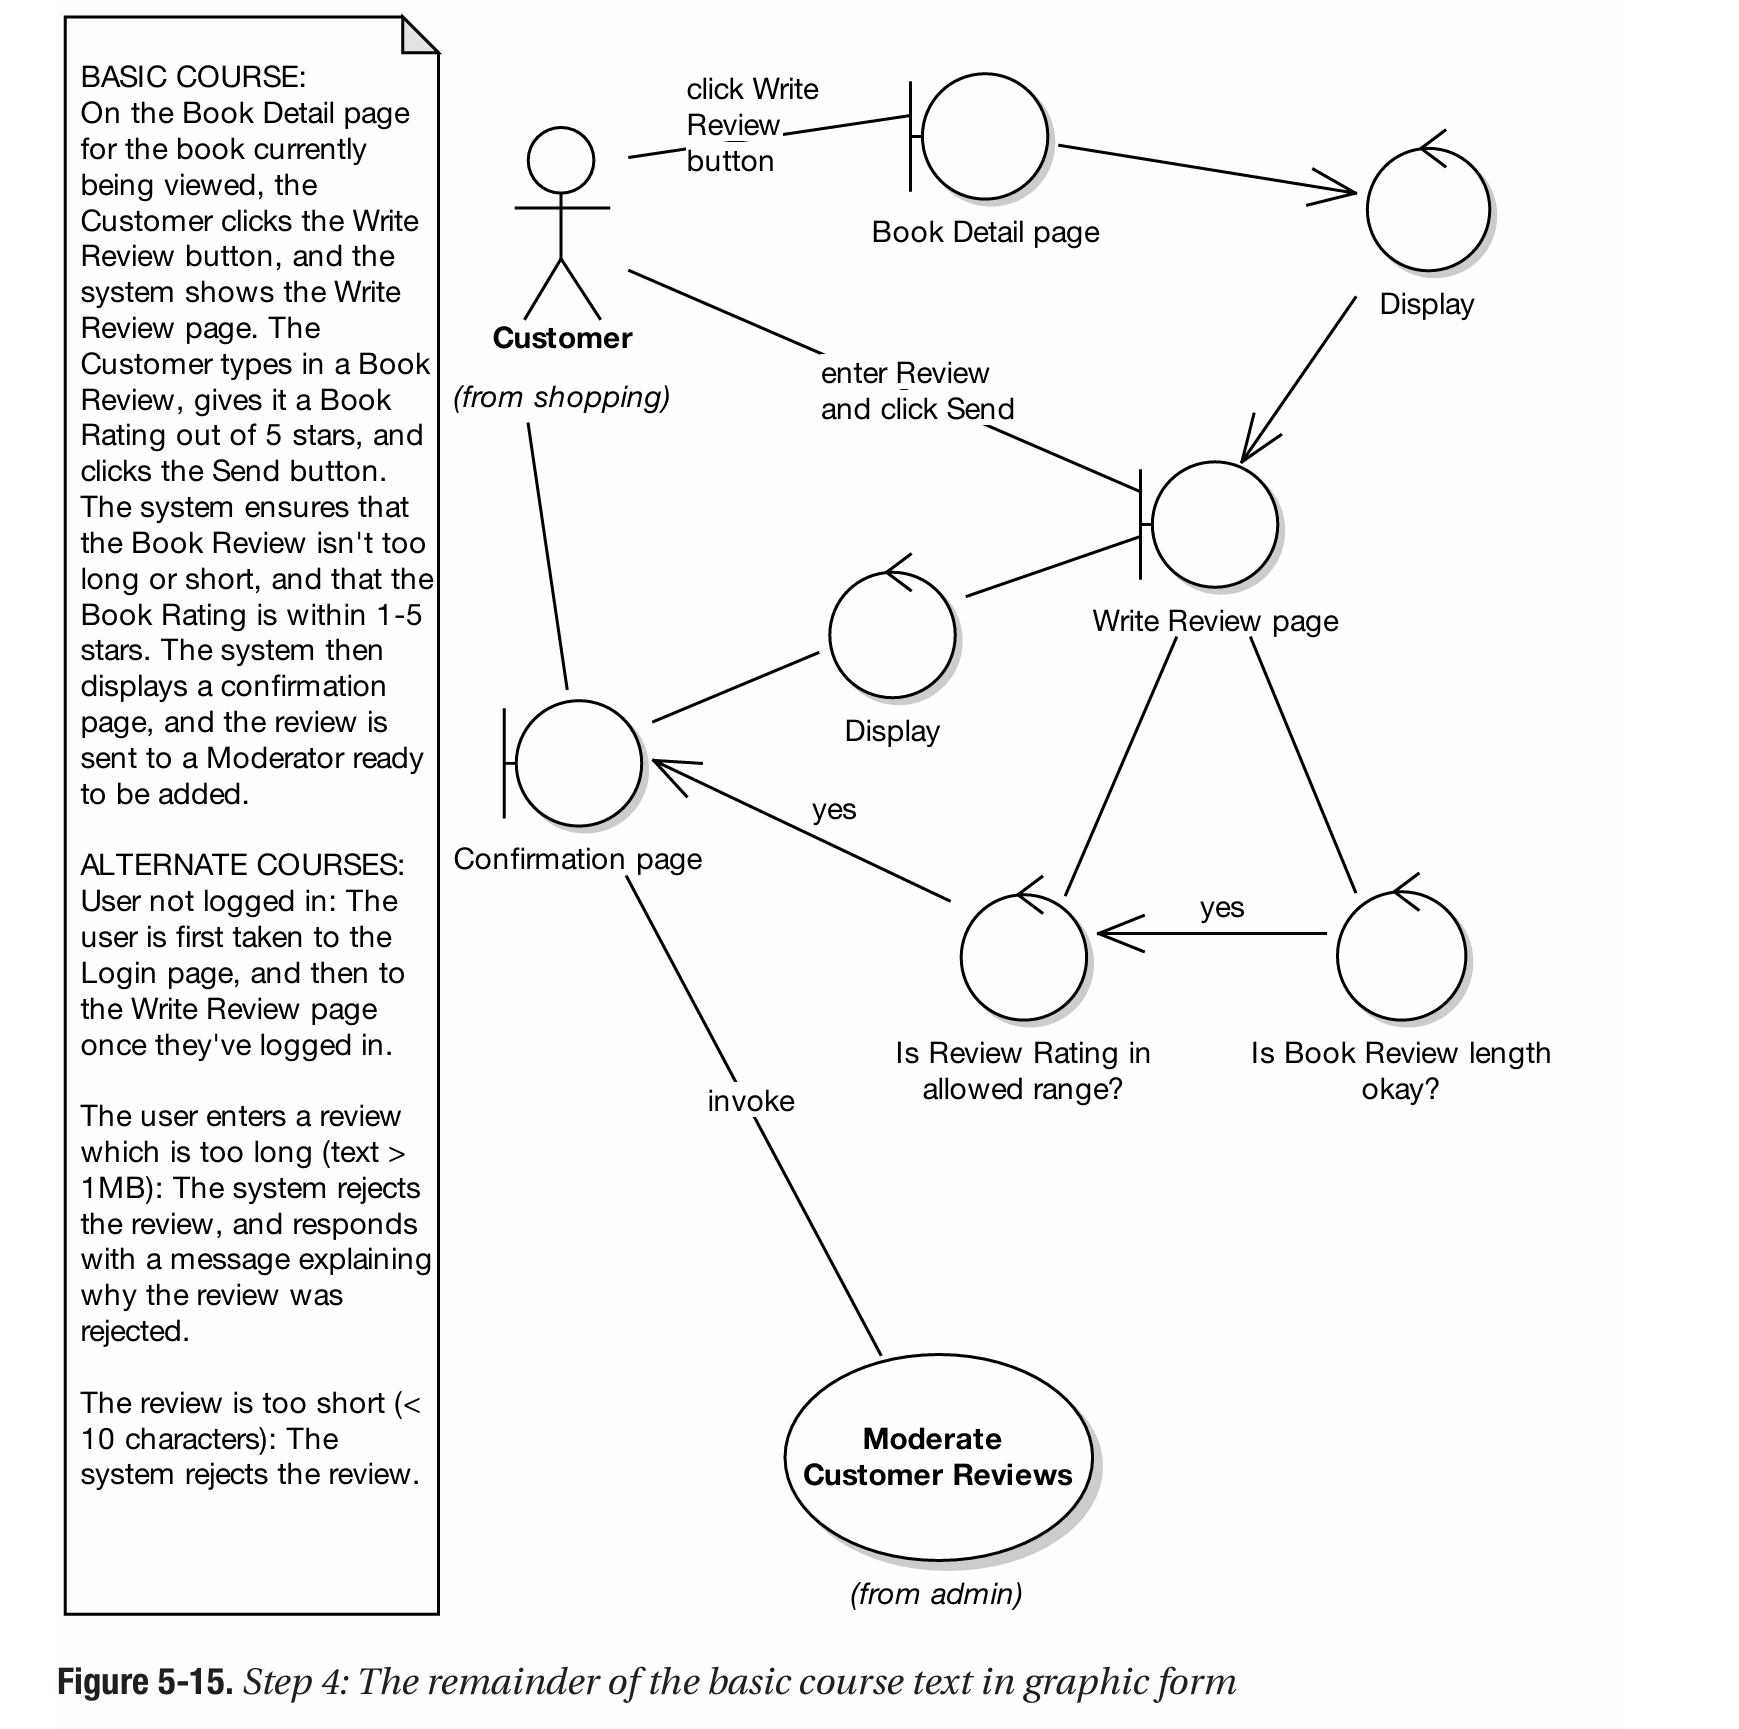 BASIC COURSE:
On the Book Detail page
for the book currently
being viewed, the
Customer clicks the Write
Review button, and the
system shows the Write
Review page. The
Customer types in a Book
Review, gives it a Book
Rating out of 5 stars, and
clicks the Send button.
The system ensures that
the Book Review isn't too
long or short, and that the
Book Rating is within 1-5
stars. The system then
displays a confirmation
page, and the review is
sent to a Moderator ready
to be added.
ALTERNATE COURSES:
User not logged in: The
user is first taken to the
Login page, and then to
the Write Review page
once they've logged in.
The user enters a review
which is too long (text >
1MB): The system rejects
the review, and responds
with a message explaining
why the review was
rejected.
The review is too short (<
10 characters): The
system rejects the review.
click Write
Review
button
Book Detail page
Display
Customer
(from shopping)
enter Review
and click Send
Write Review page
Display
yes
Confirmation page
yes
Is Review Rating in
allowed range?
Is Book Review length
okay?
invoke
Moderate
Customer Reviews
(from admin)
Figure 5-15. Step 4: The remainder of the basic course text in graphic form